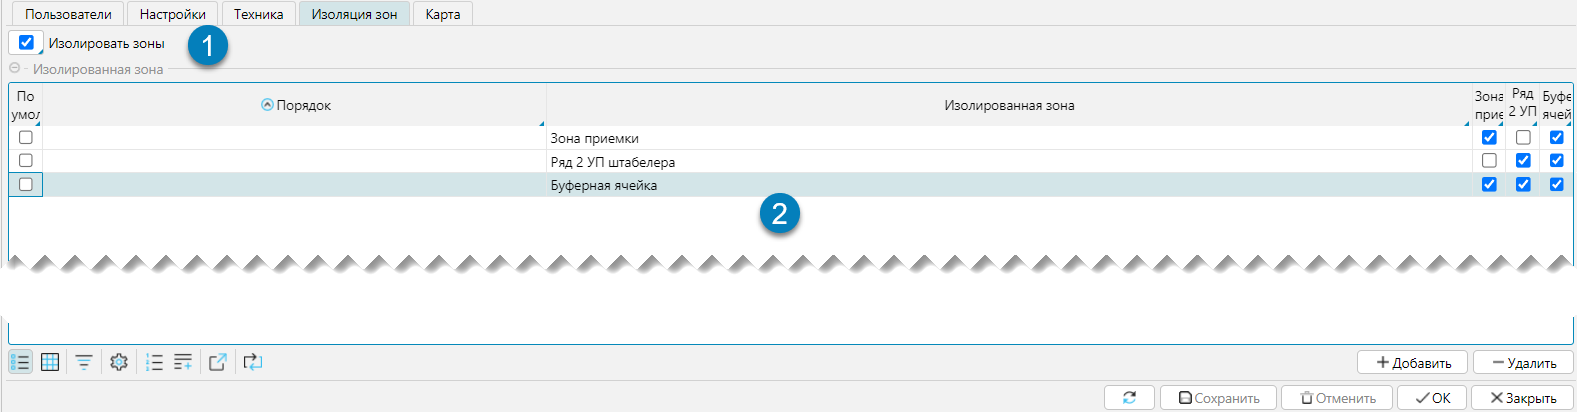 Пользователи Настройки Техника Изоляция зон Карта
Изолировать зоны 1
Изолированная зона
По умол Порядок Изолированная зона Зона прие Ряд 2 УП Буфе ячей
Зона приемки
Ряд 2 УП штабелера
Буферная ячейка
2
Добавить Удалить
Сохранить Отменить ОК Закрыть